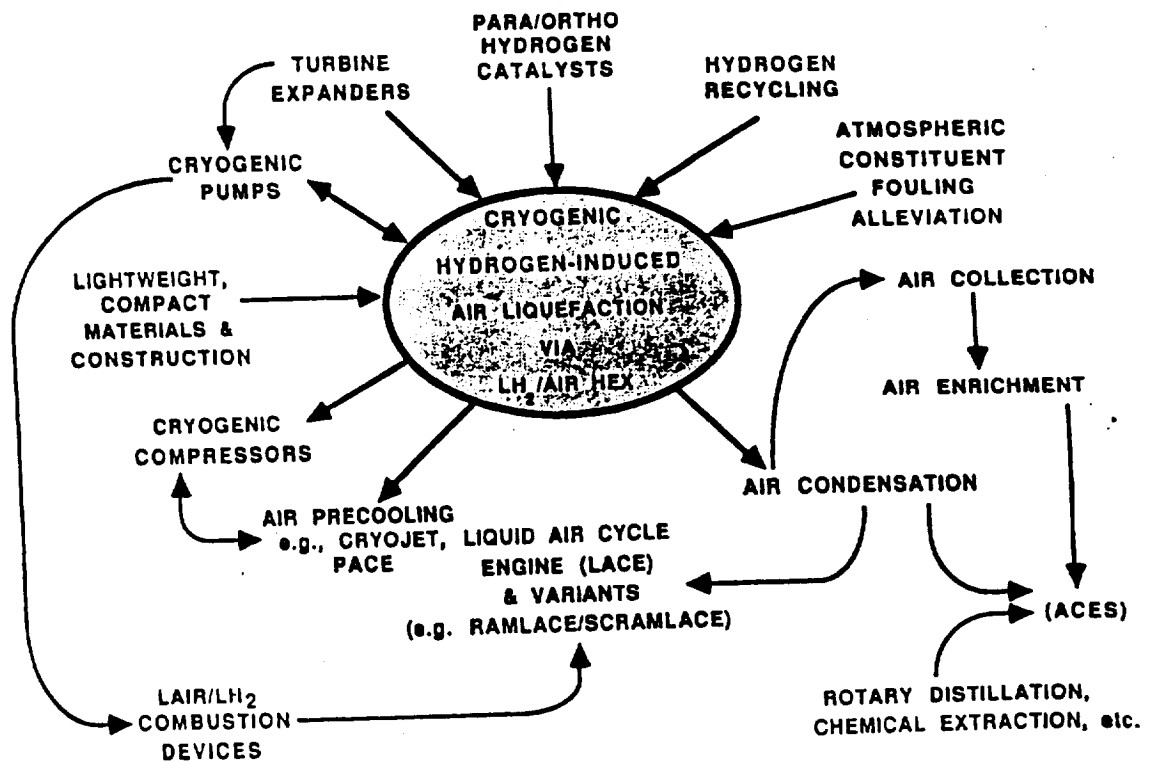 PARA/ORTHO
HYDROGEN
CATALYSTS
TURBINE
EXPANDERS
HYDROGEN
RECYCLING
ATMOSPHERIC
CONSTITUENT
FOULING
ALLEVIATION
CRYOGENIC
PUMPS
CRYOGENIC
HYDROGEN-INDUCED
AIR LIQUEFACTION
VIA
LH2/AIR HEX
LIGHTWEIGHT,
COMPACT
MATERIALS &
CONSTRUCTION
AIR COLLECTION
AIR ENRICHMENT
CRYOGENIC
COMPRESSORS
AIR CONDENSATION
AIR PRECOOLING
e.g., CRYOJET,
PACE
LIQUID AIR CYCLE
ENGINE (LACE)
& VARIANTS
(e.g. RAMLACE/SCRAMLACE)
(ACES)
LAIR/LH2
COMBUSTION
DEVICES
ROTARY DISTILLATION,
CHEMICAL EXTRACTION, etc.